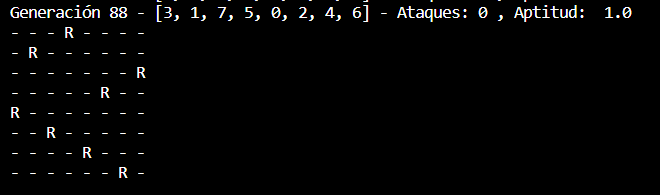 Generación 88 - [3, 1, 7, 5, 0, 2, 4, 6] - Ataques: 0 , Aptitud:  1.0
- - - R - - - -
- R - - - - - -
- - - - - - - R
- - - - - R - -
R - - - - - - -
- - R - - - - -
- - - - R - - -
- - - - - - R -